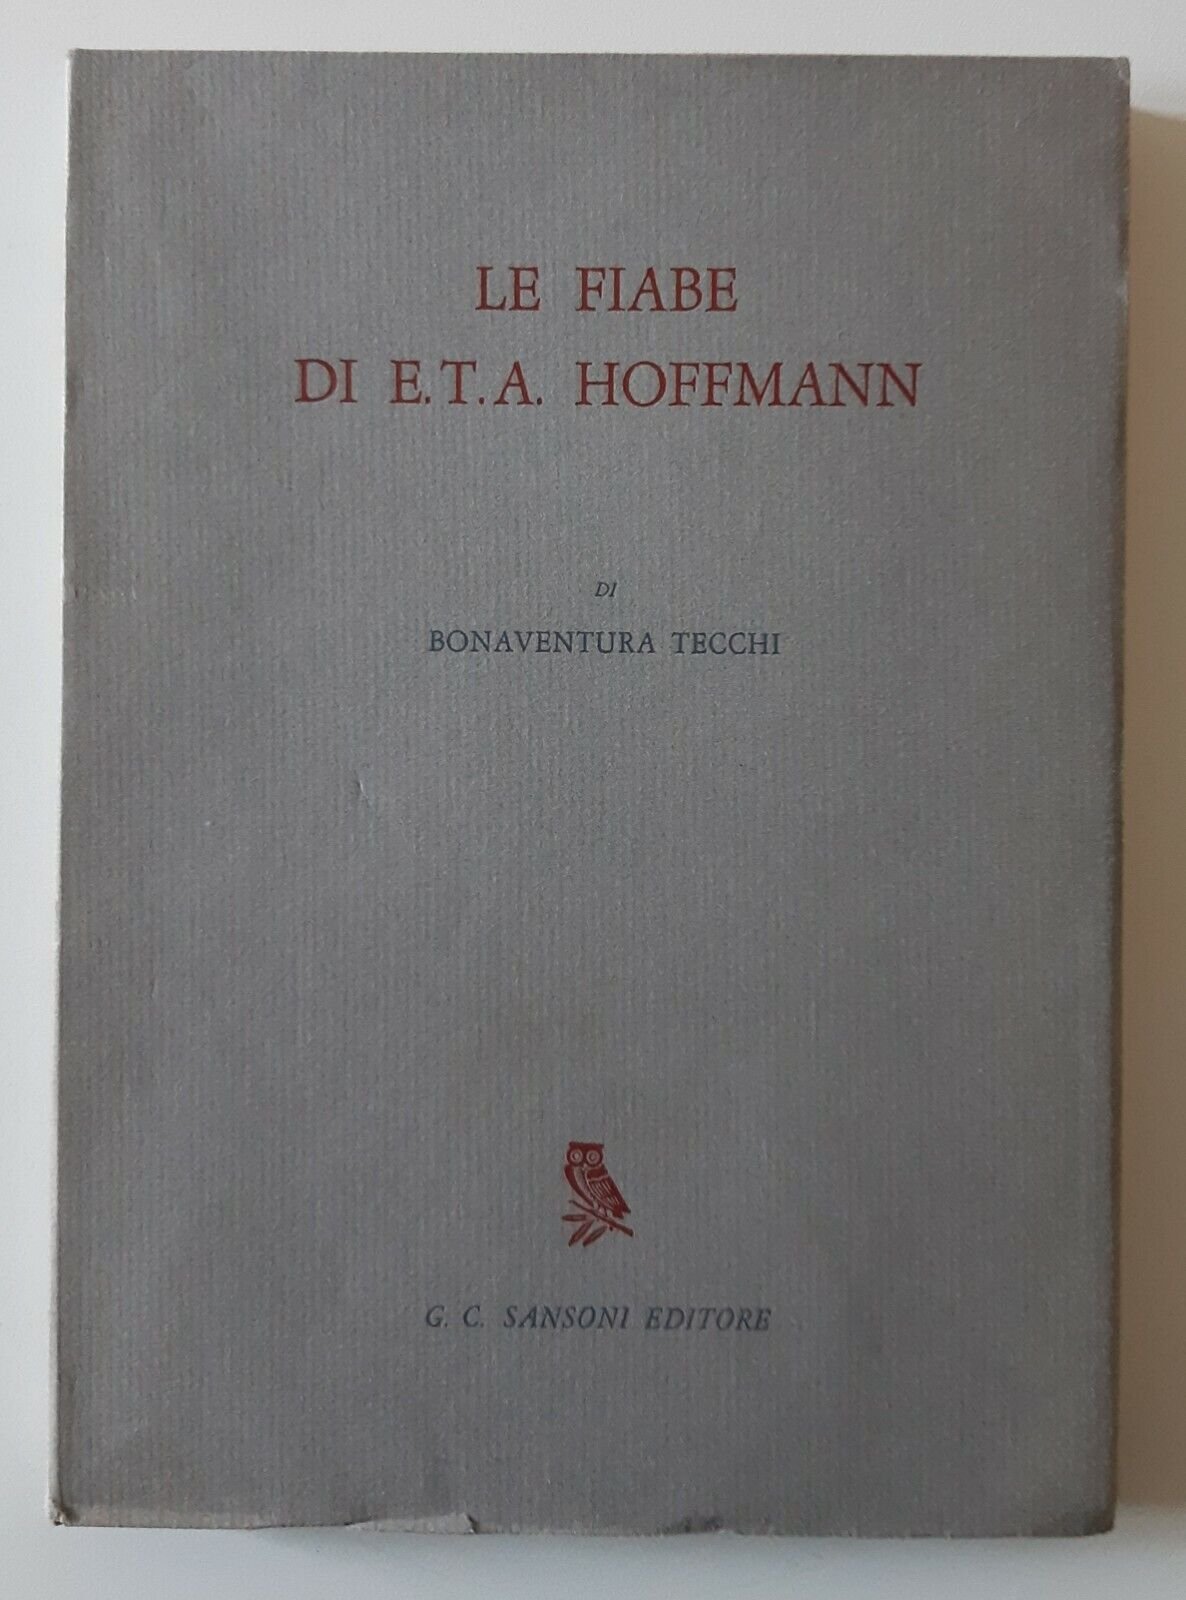 LE FIABE
DI E.T.A. HOFFMANN
DI
BONAVENTURA TECCHI
G. C. SANSONI EDITORE